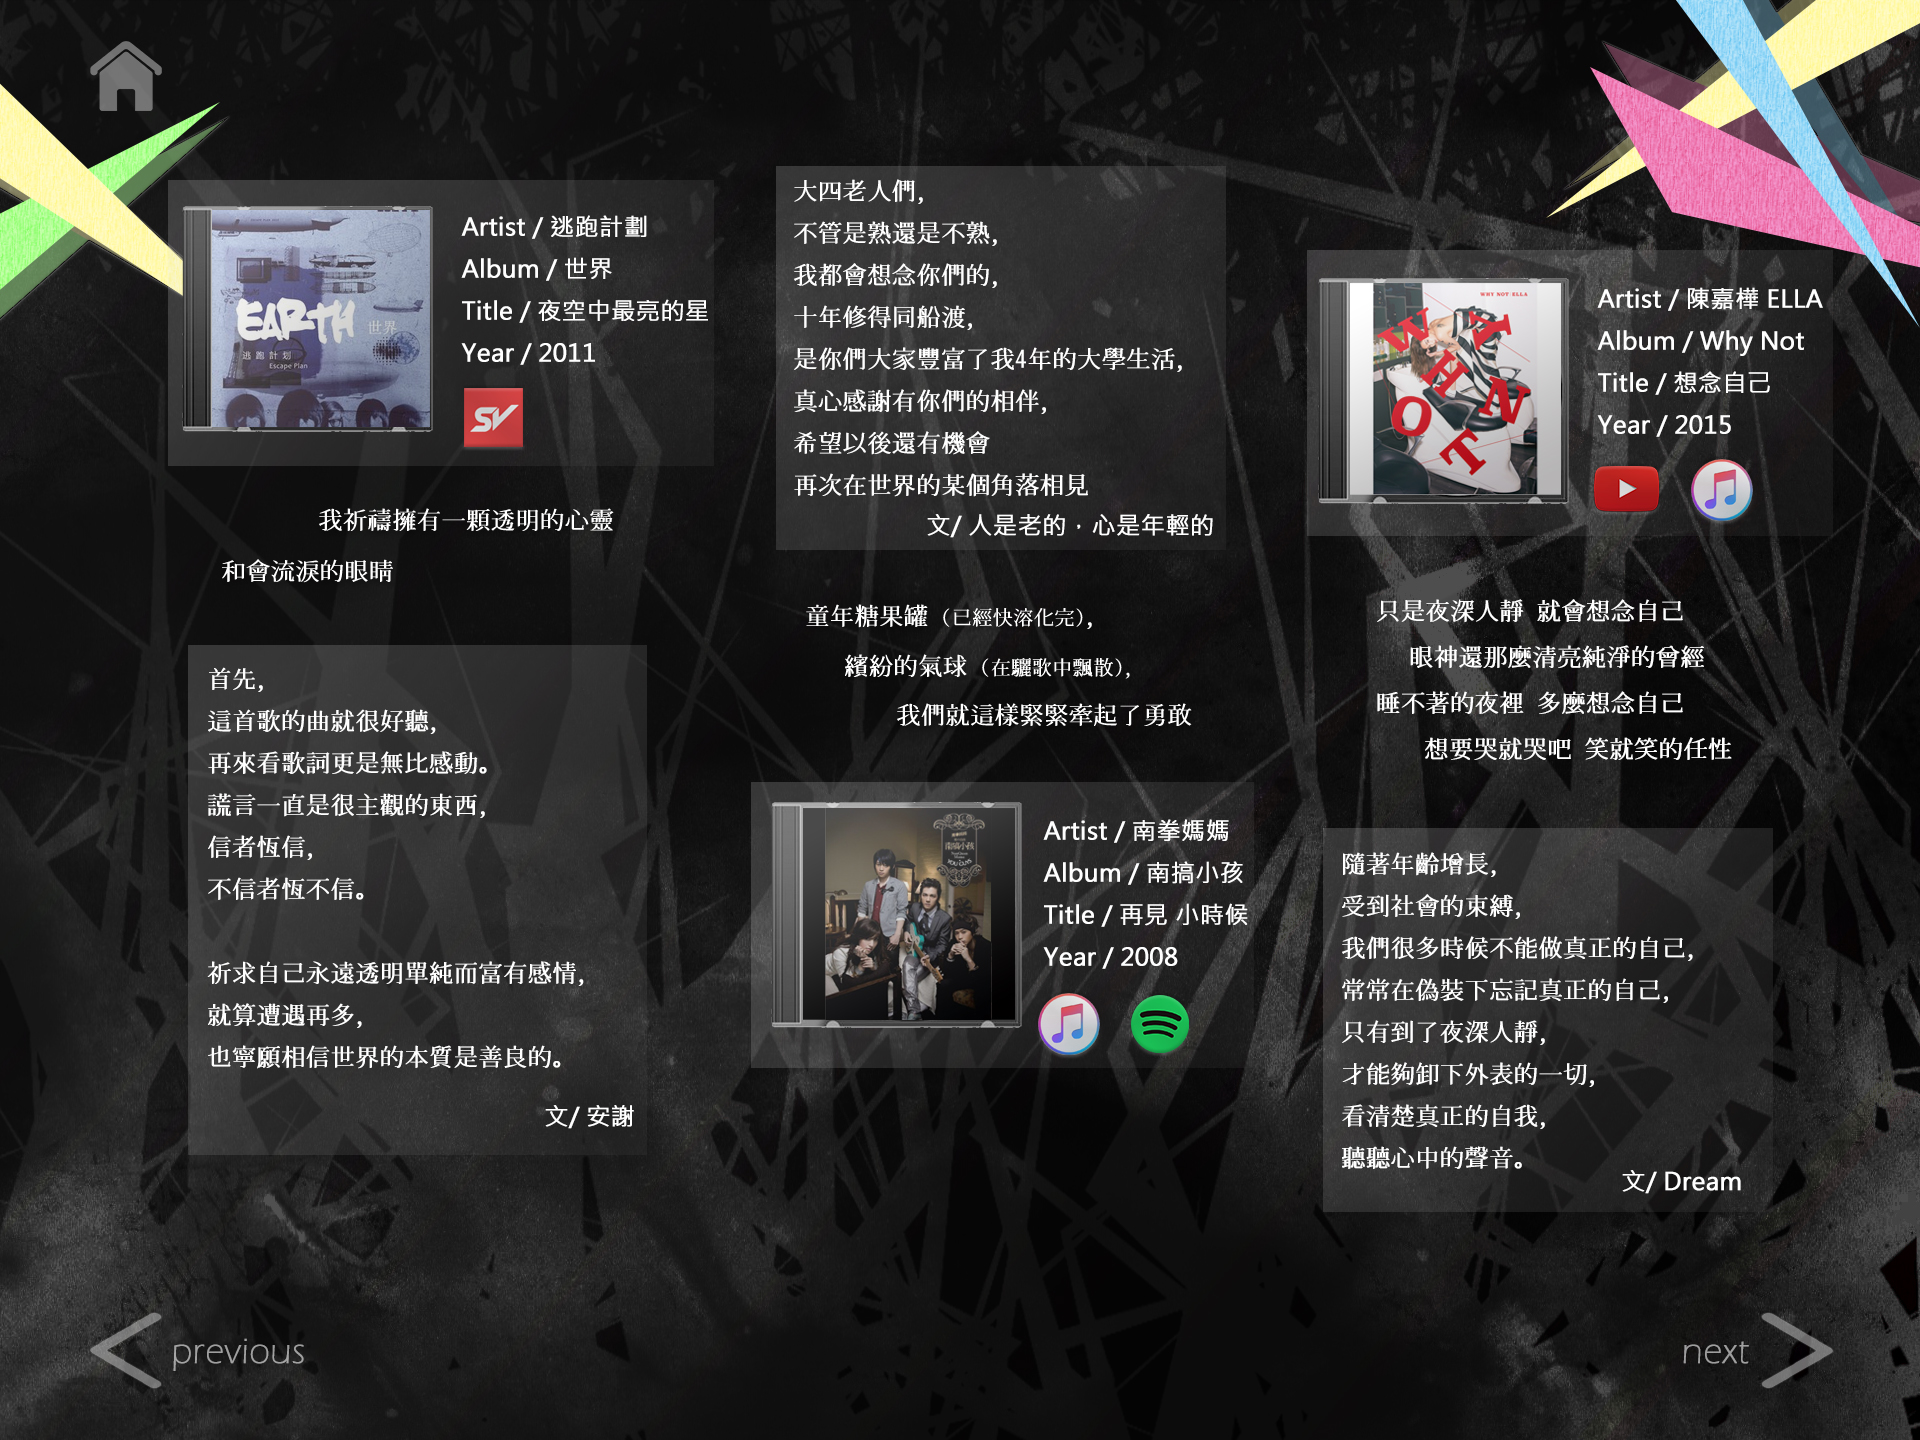 Artist / 逃跑計劃
Album / 世界
Title / 夜空中最亮的星
Year / 2011
EARTH 世界
逃跑計划
Escape Plan
SV
我祈禱擁有一顆透明的心靈
和會流淚的眼睛
首先,
這首歌的曲就很好聽,
再來看歌詞更是無比感動。
謊言一直是很主觀的東西,
信者恆信,
不信者恆不信。
祈求自己永遠透明單純而富有感情,
就算遭遇再多,
也寧願相信世界的本質是善良的。
文/ 安謝
大四老人們,
不管是熟還是不熟,
我都會想念你們的,
十年修得同船渡,
是你們大家豐富了我4年的大學生活,
真心感謝有你們的相伴,
希望以後還有機會
再次在世界的某個角落相見
文/ 人是老的，心是年輕的
童年糖果罐（已經快溶化完）,
繽紛的氣球（在驪歌中飄散）,
我們就這樣緊緊牽起了勇敢
南搞小孩
Artist / 南拳媽媽
Album / 南搞小孩
Title / 再見 小時候
Year / 2008
WHY NOT ELLA
WHY NOT
Artist / 陳嘉樺 ELLA
Album / Why Not
Title / 想念自己
Year / 2015
只是夜深人靜 就會想念自己
眼神還那麼清亮純淨的曾經
睡不著的夜裡 多麼想念自己
想要哭就哭吧 笑就笑的任性
隨著年齡增長,
受到社會的束縛,
我們很多時候不能做真正的自己,
常常在偽裝下忘記真正的自己,
只有到了夜深人靜,
才能夠卸下外表的一切,
看清楚真正的自我,
聽聽心中的聲音。
文/ Dream
previous
next